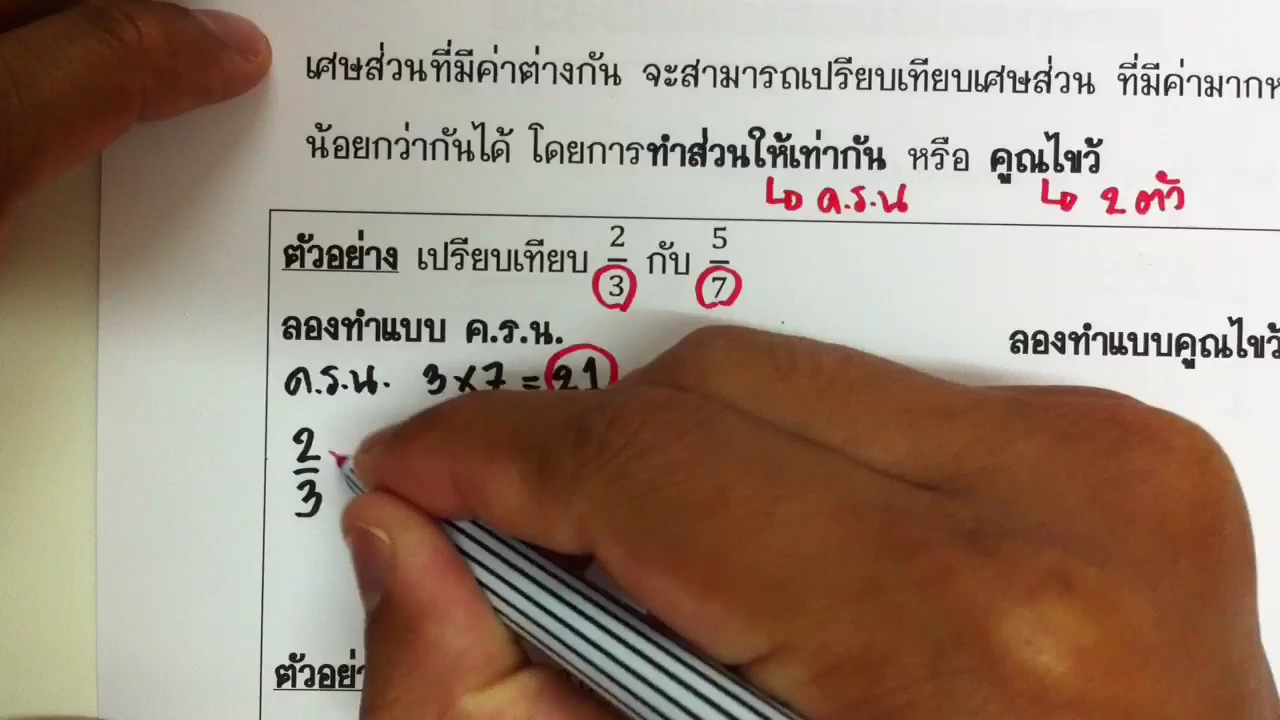 เศษส่วนที่มีค่าต่างกัน จะสามารถเปรียบเทียบเศษส่วน ที่มีค่ามาก
น้อยกว่ากันได้ โดยการทำส่วนให้เท่ากัน หรือ คูณไขว้
↳ ค.ร.น ↳ 2 ตัว
ตัวอย่าง เปรียบเทียบ 2/3 กับ 5/7
ลองทำแบบ ค.ร.น. ลองทำแบบคูณไขว้
ค.ร.น. 3 × 7 = 21
2/3
ตัวอย่